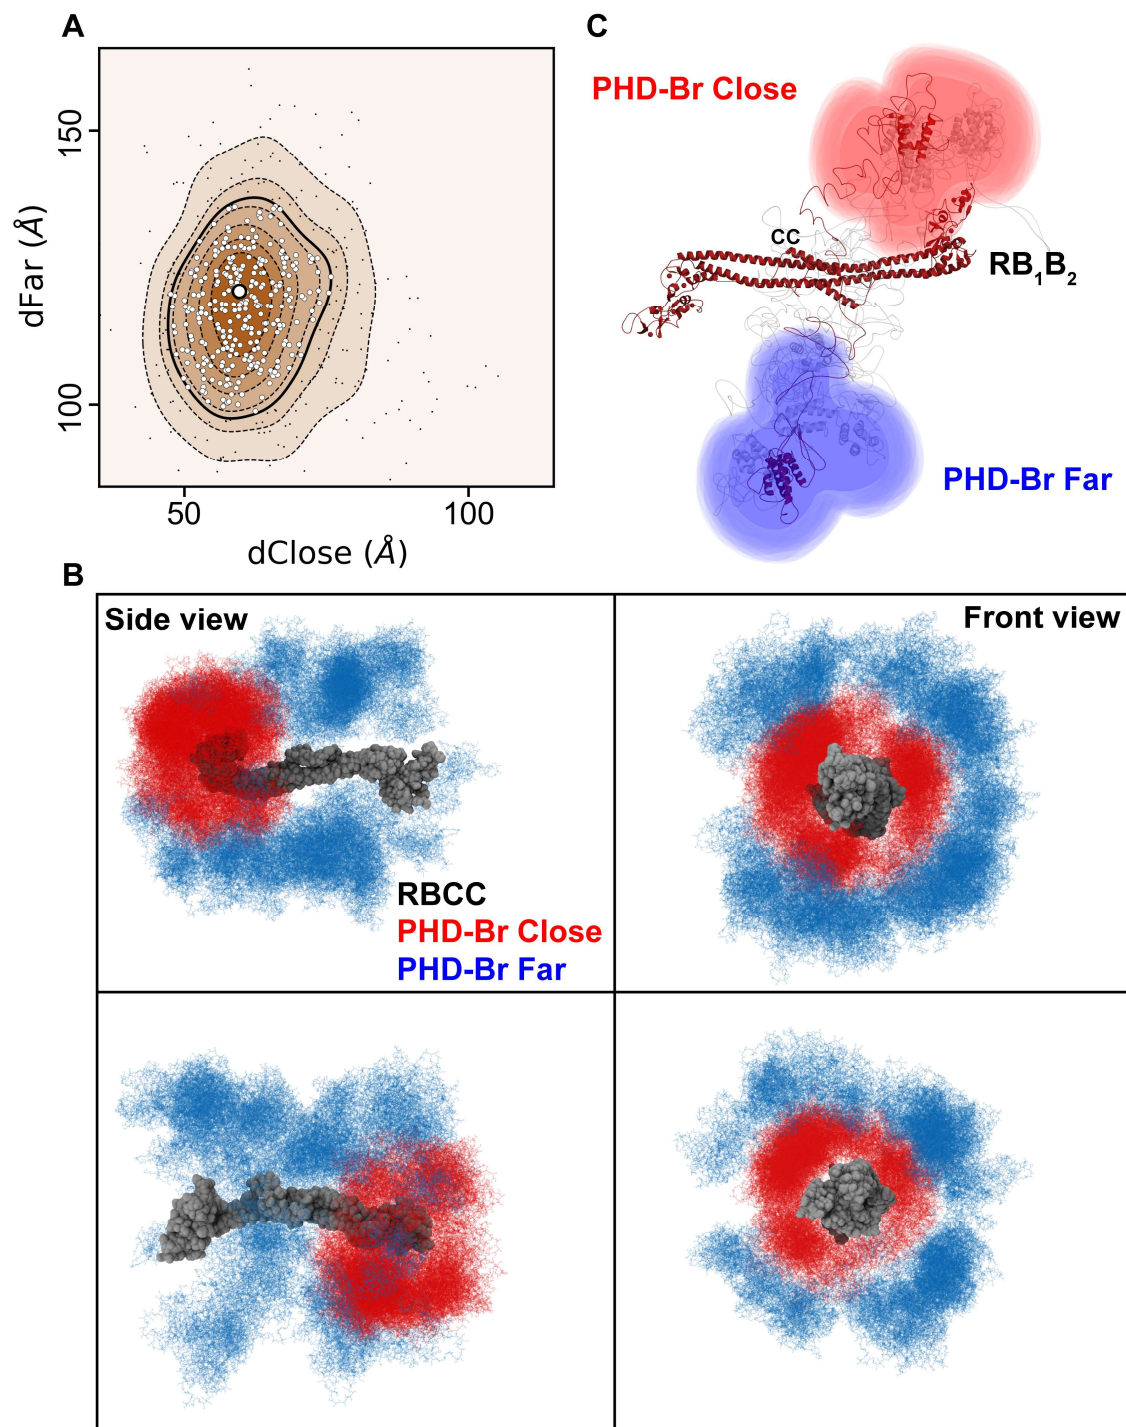 A
150
100
dFar (Å)
50
100
dClose (Å)
C
PHD-Br Close
CC
RB₁B₂
PHD-Br Far
B
Side view
Front view
RBCC
PHD-Br Close
PHD-Br Far